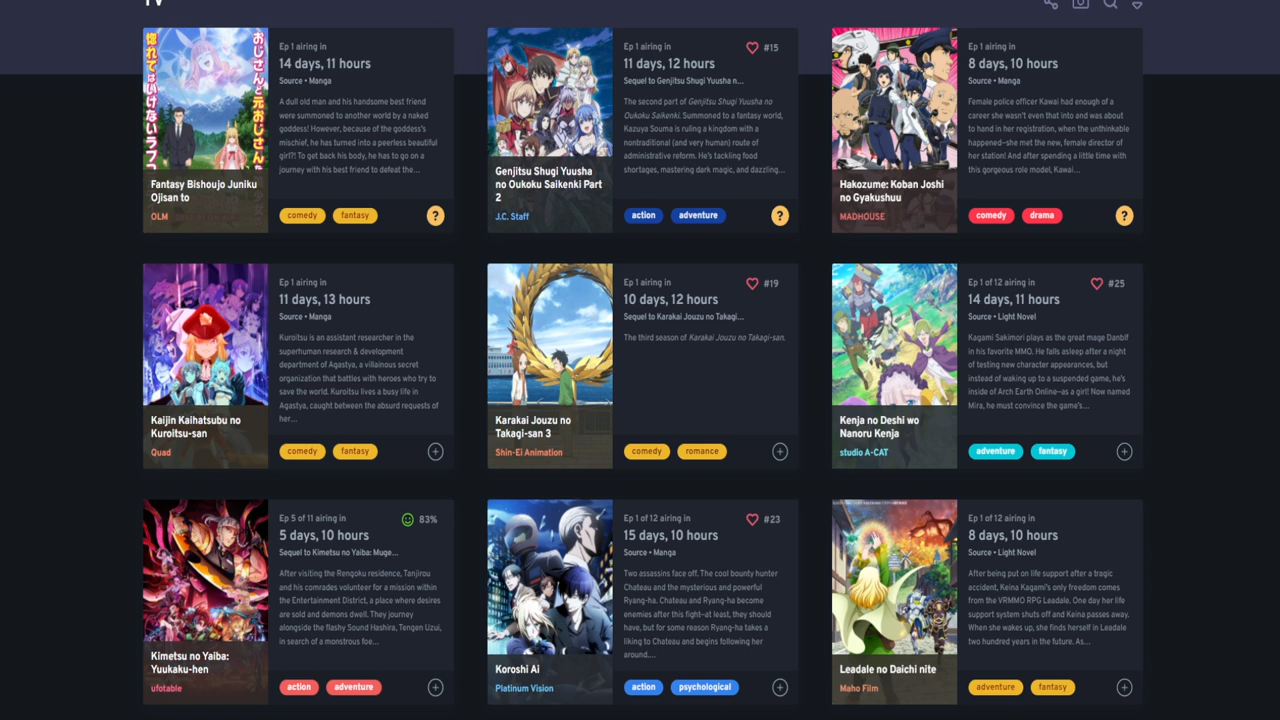 TV
惚れてはいけないラブ
おじさんと元おじさんな
Fantasy Bishoujo Juniku
Ojisan to
OLM
Ep 1 airing in
14 days, 11 hours
Source • Manga
A dull old man and his handsome best friend
were summoned to another world by a naked
goddess! However, because of the goddess's
mischief, he has turned into a peerless beautiful
girl?! To get back his body, he has to go on a
journey with his best friend to defeat the...
comedy fantasy ?
Genjitsu Shugi Yuusha
no Oukoku Saikenki Part
2
J.C. Staff
Ep 1 airing in #15
11 days, 12 hours
Sequel to Genjitsu Shugi Yuusha n...
The second part of Genjitsu Shugi Yuusha no
Oukoku Saikenki. Summoned to a fantasy world,
Kazuya Souma is ruling a kingdom with a
nontraditional (and very human) route of
administrative reform. He's tackling food
shortages, mastering dark magic, and dazzling...
action adventure ?
Hakozume: Koban Joshi
no Gyakushuu
MADHOUSE
Ep 1 airing in
8 days, 10 hours
Source • Manga
Female police officer Kawai had enough of a
career she wasn't even that into and was about
to hand in her registration, when the unthinkable
happened—she met the new, female director of
her station! And after spending a little time with
this gorgeous role model, Kawai...
comedy drama ?
Kaijin Kaihatsubu no
Kuroitsu-san
Quad
Ep 1 airing in
11 days, 13 hours
Source • Manga
Kuroitsu is an assistant researcher in the
superhuman research & development
department of Agastya, a villainous secret
organization that battles with heroes who try to
save the world. Kuroitsu lives a busy life in
Agastya, caught between the absurd requests of
her...
comedy fantasy
Karakai Jouzu no
Takagi-san 3
Shin-Ei Animation
Ep 1 airing in #19
10 days, 12 hours
Sequel to Karakai Jouzu no Takagi...
The third season of Karakai Jouzu no Takagi-san.
comedy romance
Kenja no Deshi wo
Nanoru Kenja
studio A-CAT
Ep 1 of 12 airing in #25
14 days, 11 hours
Source • Light Novel
Kagami Sakimori plays as the great mage Danblf
in his favorite MMO. He falls asleep after a night
of testing new character appearances, but
instead of waking up to a suspended game, he's
inside of Arch Earth Online—as a girl! Now named
Mira, he must convince the game's...
adventure fantasy
Kimetsu no Yaiba:
Yuukaku-hen
ufotable
Ep 5 of 11 airing in 83%
5 days, 10 hours
Sequel to Kimetsu no Yaiba: Muge...
After visiting the Rengoku residence, Tanjirou
and his comrades volunteer for a mission within
the Entertainment District, a place where desires
are sold and demons dwell. They journey
alongside the flashy Sound Hashira, Tengen Uzui,
in search of a monstrous foe...
action adventure
Koroshi Ai
Platinum Vision
Ep 1 of 12 airing in #23
15 days, 10 hours
Source • Manga
Two assassins face off. The cool bounty hunter
Chateau and the mysterious and powerful
Ryang-ha. Chateau and Ryang-ha become
enemies after this fight–at least, they should
have, but for some reason Ryang-ha takes a
liking to Chateau and begins following her
around....
action psychological
Leadale no Daichi nite
Maho Film
Ep 1 of 12 airing in
8 days, 10 hours
Source • Light Novel
After being put on life support after a tragic
accident, Keina Kagami's only freedom comes
from the VRMMO RPG Leadale. One day her life
support system shuts off and Keina passes away.
When she wakes up, she finds herself in Leadale
two hundred years in the future. As...
adventure fantasy